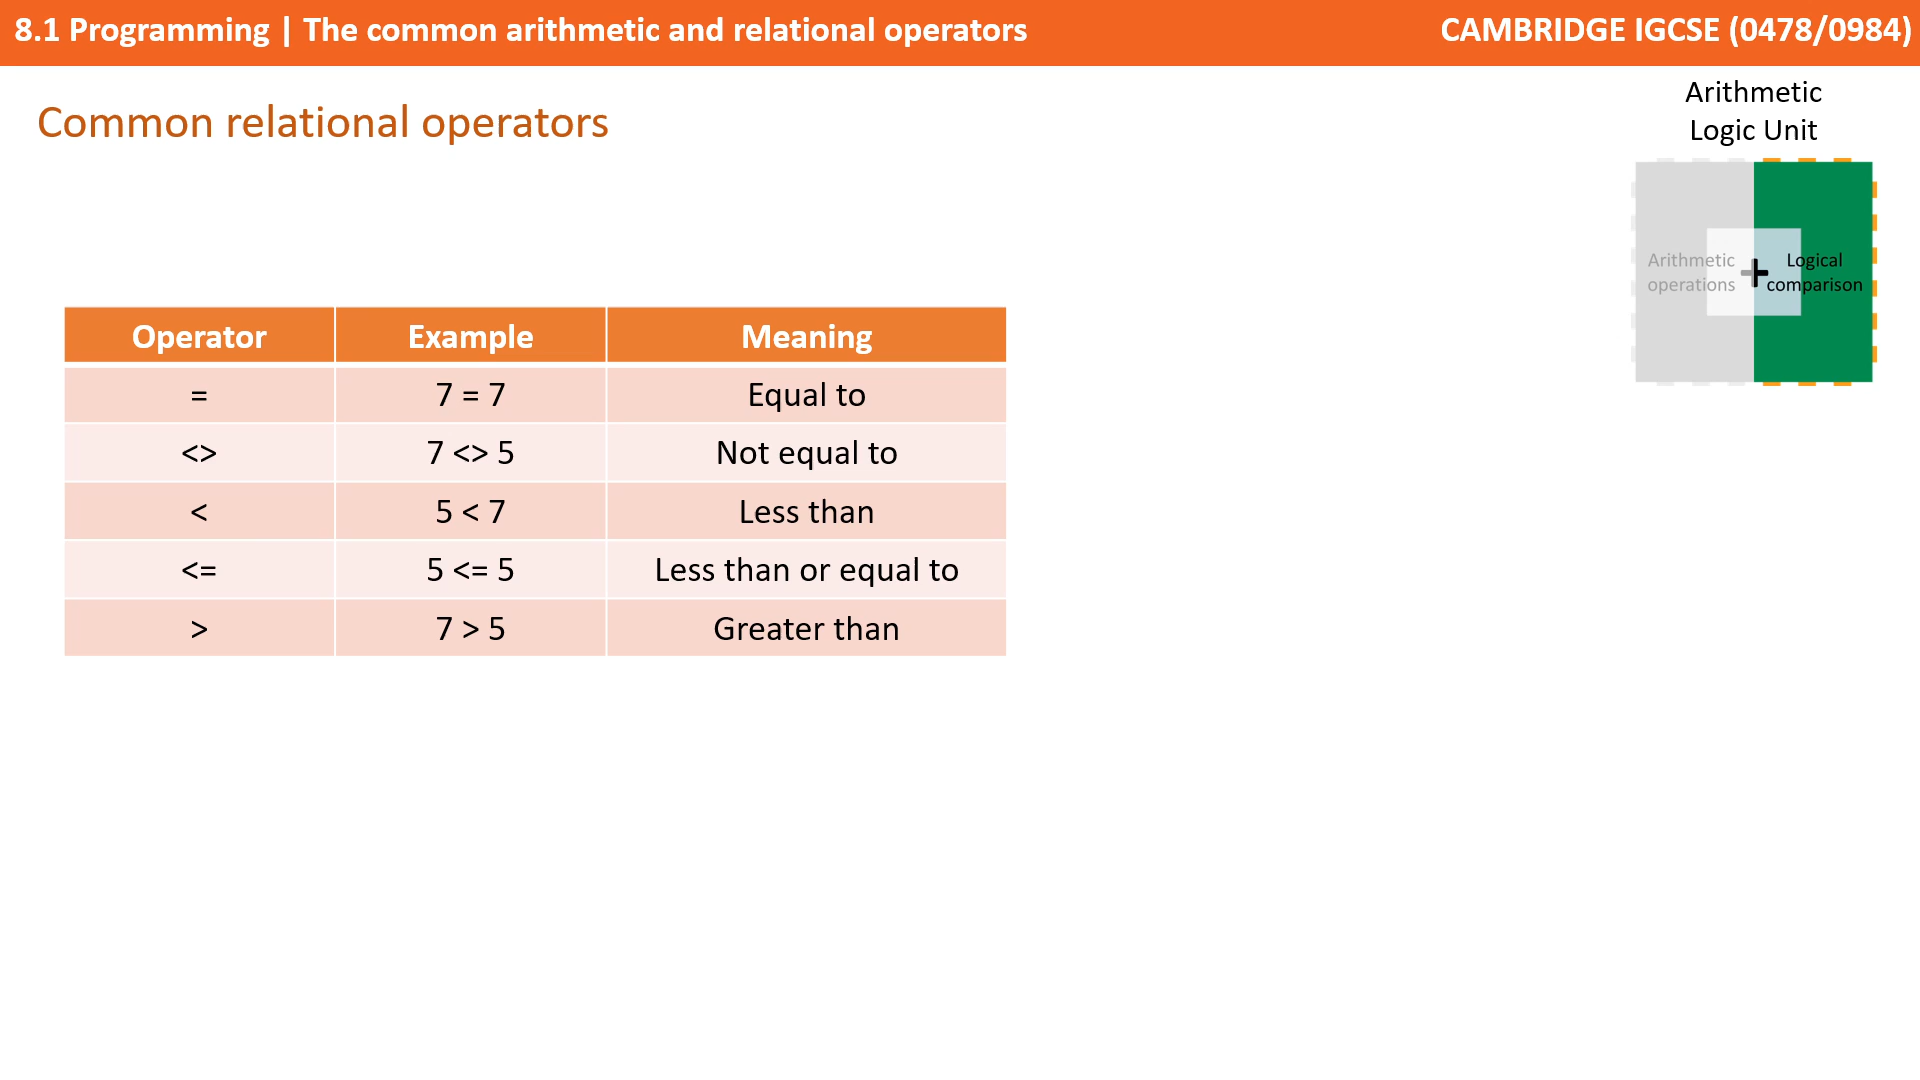 8.1 Programming | The common arithmetic and relational operators
CAMBRIDGE IGCSE (0478/0984)
Common relational operators
Arithmetic
Logic Unit
Arithmetic
operations
+
Logical
comparison
Operator Example Meaning
= 7 = 7 Equal to
<> 7 <> 5 Not equal to
< 5 < 7 Less than
<= 5 <= 5 Less than or equal to
> 7 > 5 Greater than